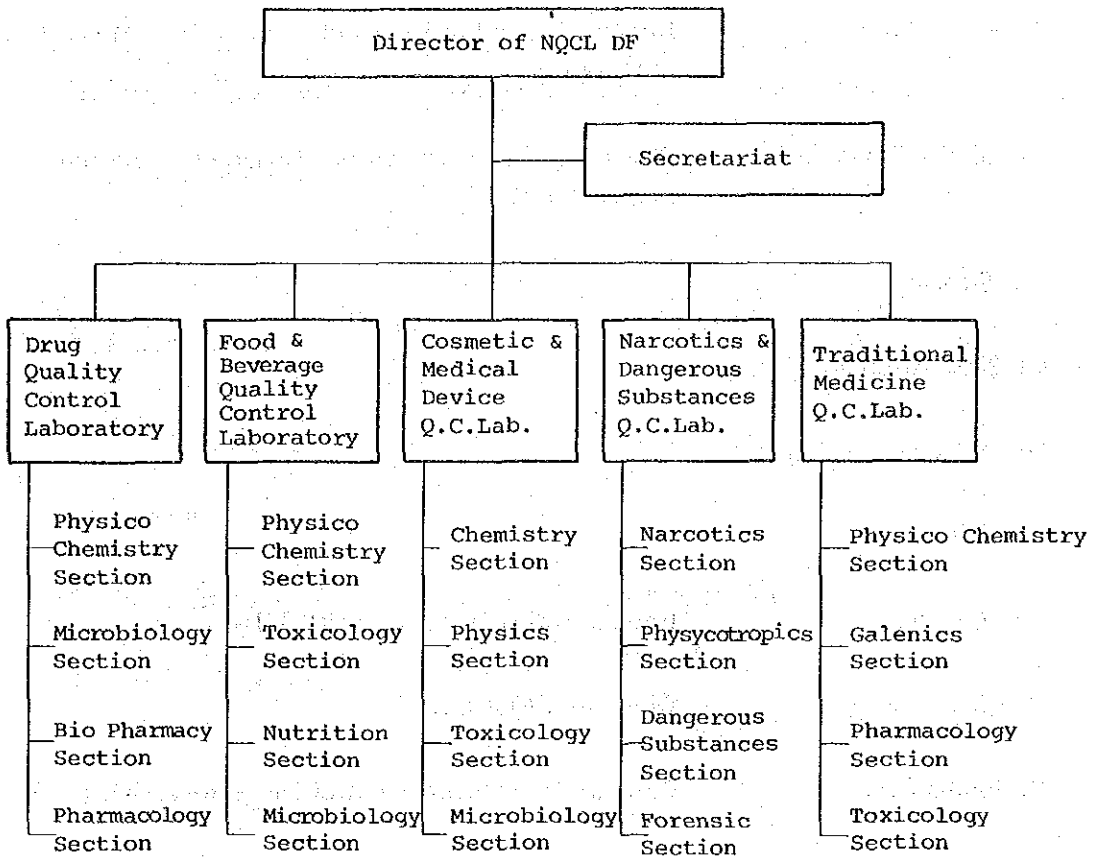 Director of NQCL DF
Secretariat
Drug
Quality
Control
Laboratory
Food &
Beverage
Quality
Control
Laboratory
Cosmetic &
Medical
Device
Q.C.Lab.
Narcotics &
Dangerous
Substances
Q.C.Lab.
Traditional
Medicine
Q.C.Lab.
Physico
Chemistry
Section
Microbiology
Section
Bio Pharmacy
Section
Pharmacology
Section
Physico
Chemistry
Section
Toxicology
Section
Nutrition
Section
Microbiology
Section
Chemistry
Section
Physics
Section
Toxicology
Section
Microbiology
Section
Narcotics
Section
Physycotropics
Section
Dangerous
Substances
Section
Forensic
Section
Physico Chemistry
Section
Galenics
Section
Pharmacology
Section
Toxicology
Section